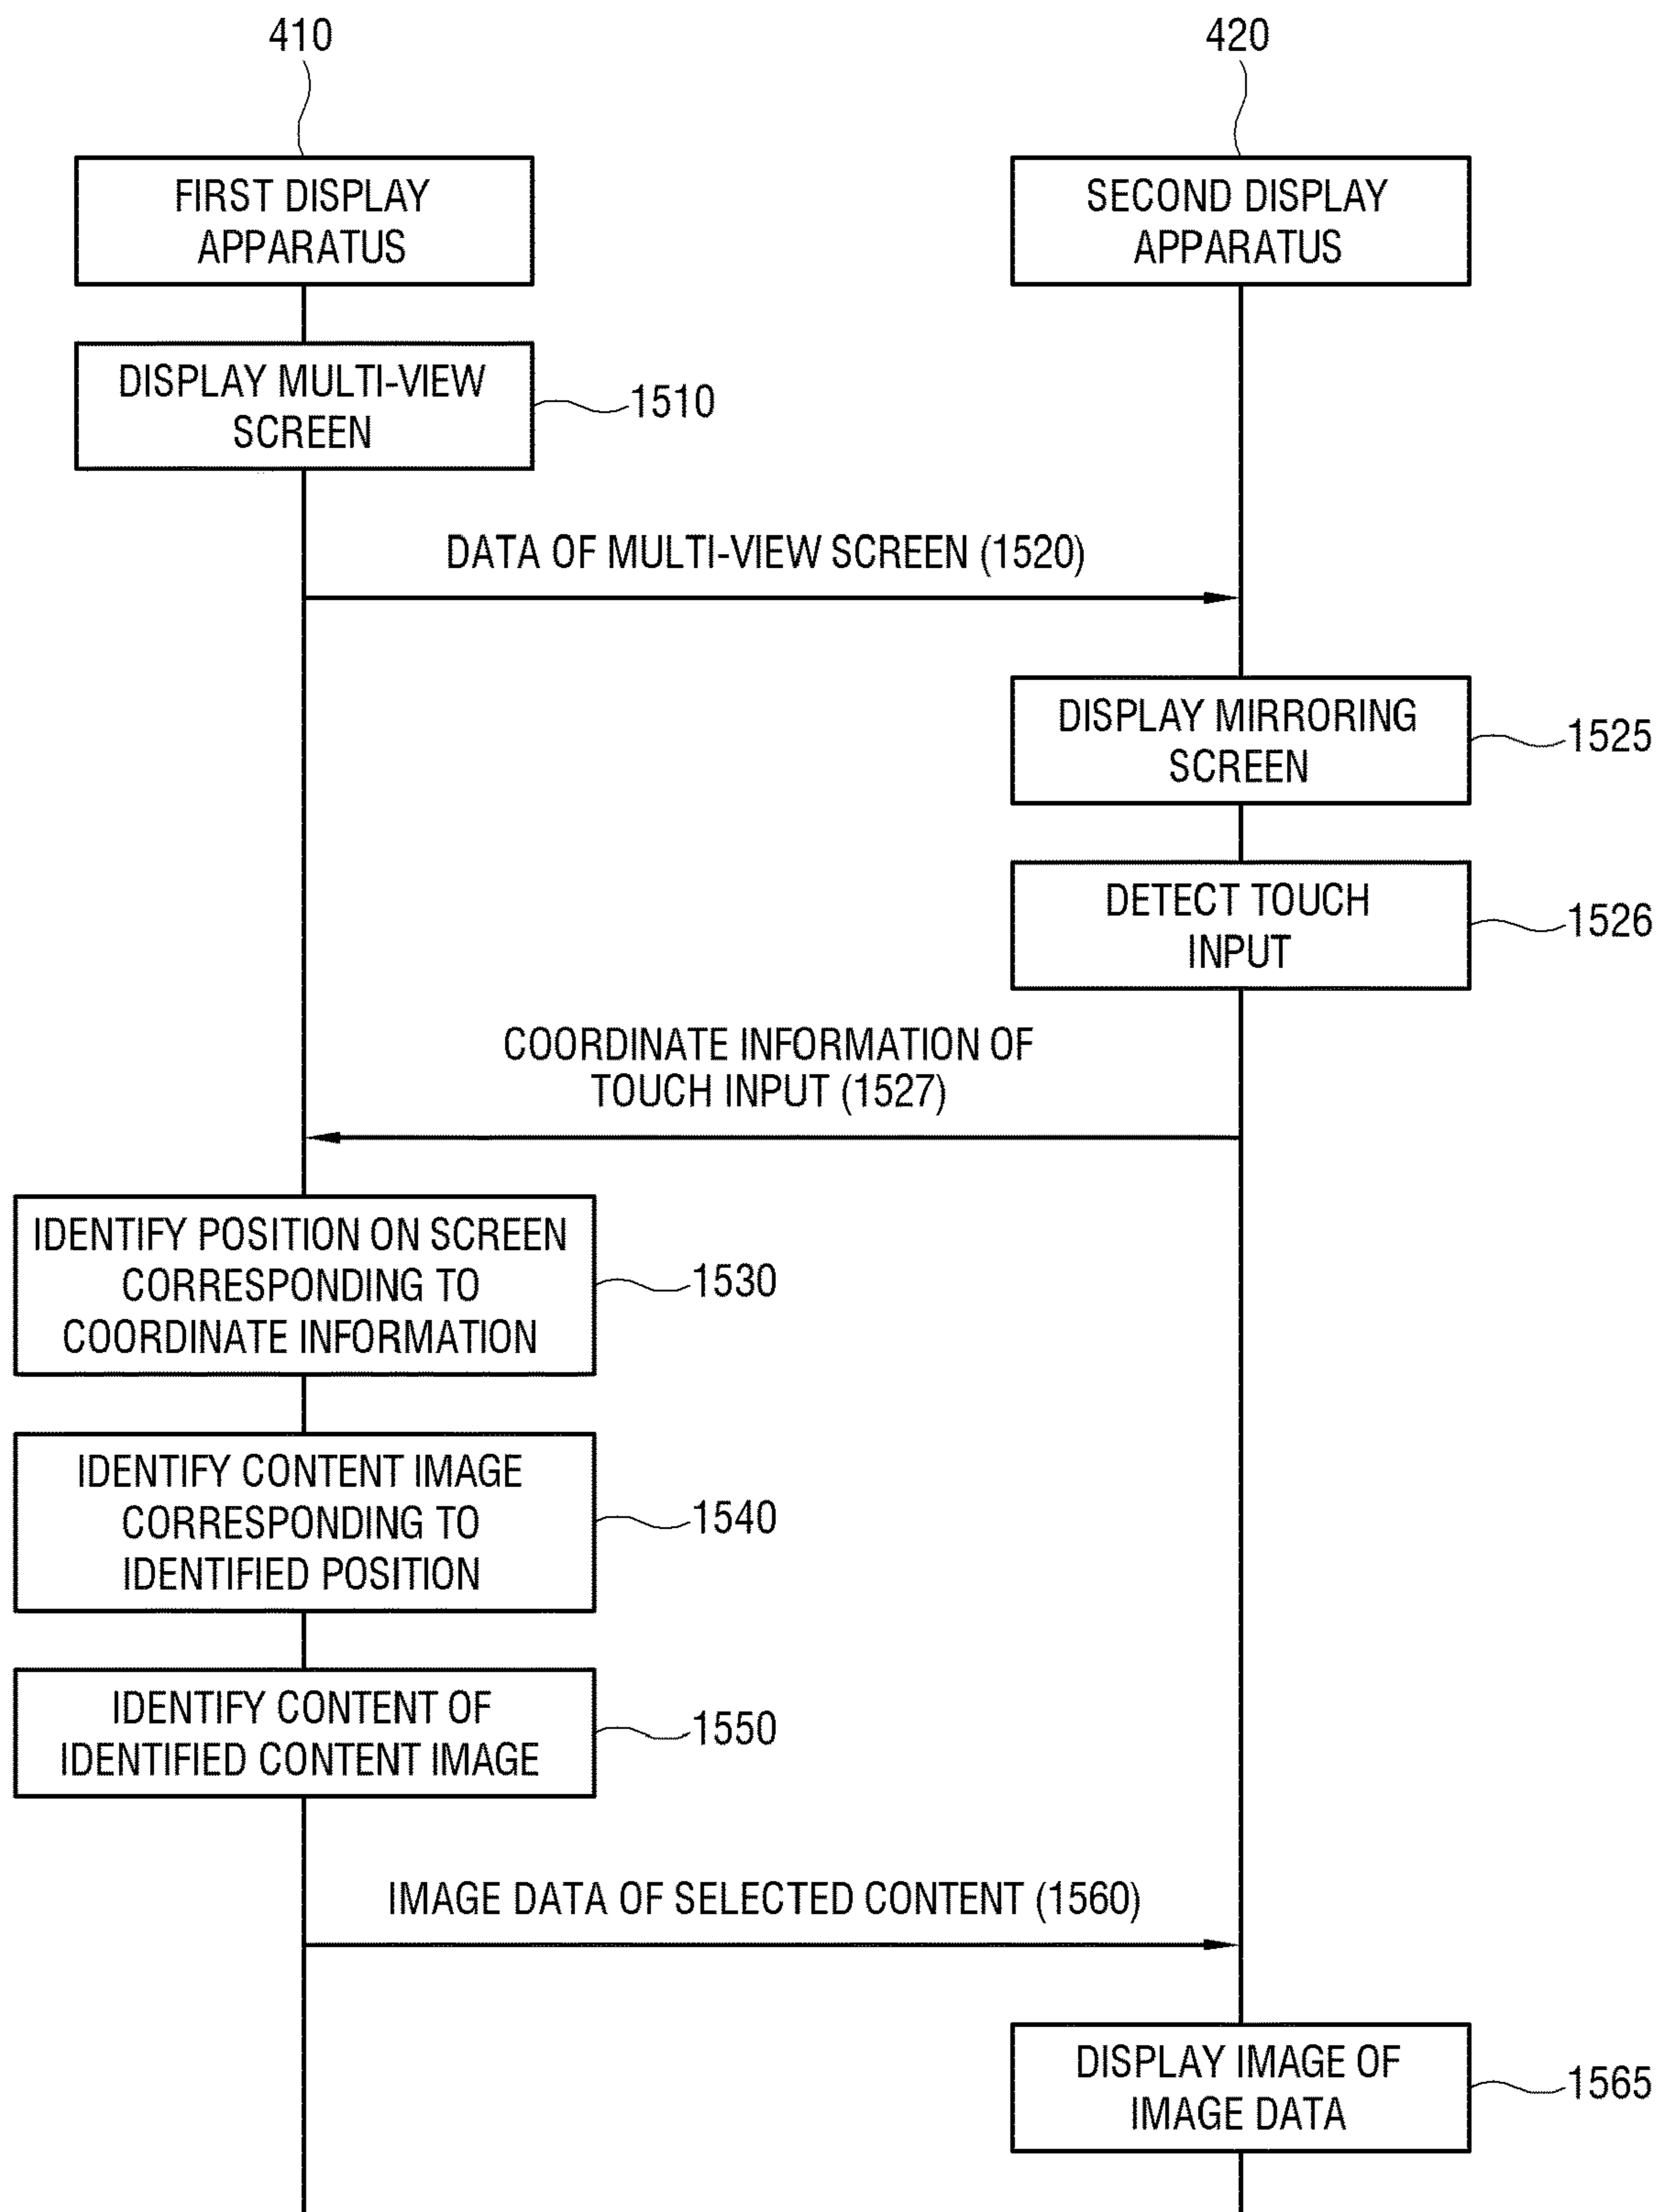 410
420
FIRST DISPLAY
APPARATUS
SECOND DISPLAY
APPARATUS
DISPLAY MULTI-VIEW
SCREEN
1510
DATA OF MULTI-VIEW SCREEN (1520)
DISPLAY MIRRORING
SCREEN
1525
DETECT TOUCH
INPUT
1526
COORDINATE INFORMATION OF
TOUCH INPUT (1527)
IDENTIFY POSITION ON SCREEN
CORRESPONDING TO
COORDINATE INFORMATION
1530
IDENTIFY CONTENT IMAGE
CORRESPONDING TO
IDENTIFIED POSITION
1540
IDENTIFY CONTENT OF
IDENTIFIED CONTENT IMAGE
1550
IMAGE DATA OF SELECTED CONTENT (1560)
DISPLAY IMAGE OF
IMAGE DATA
1565